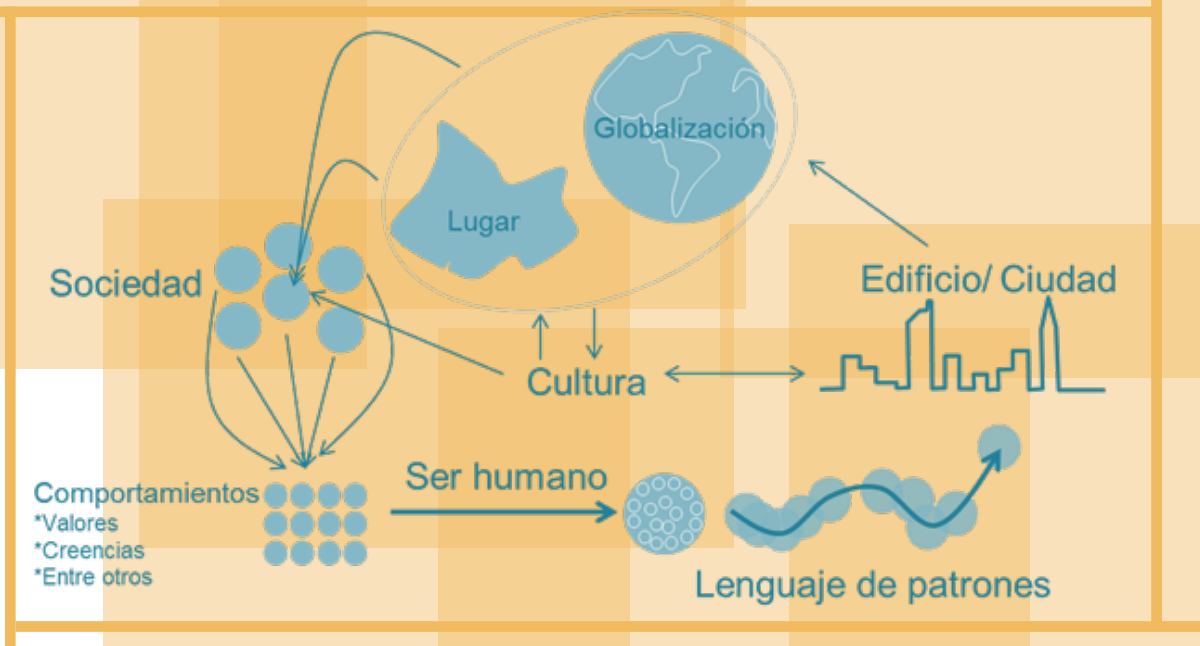 Globalización
Lugar
Sociedad
Edificio/ Ciudad
Cultura
Ser humano
Comportamientos
*Valores
*Creencias
*Entre otros
Lenguaje de patrones